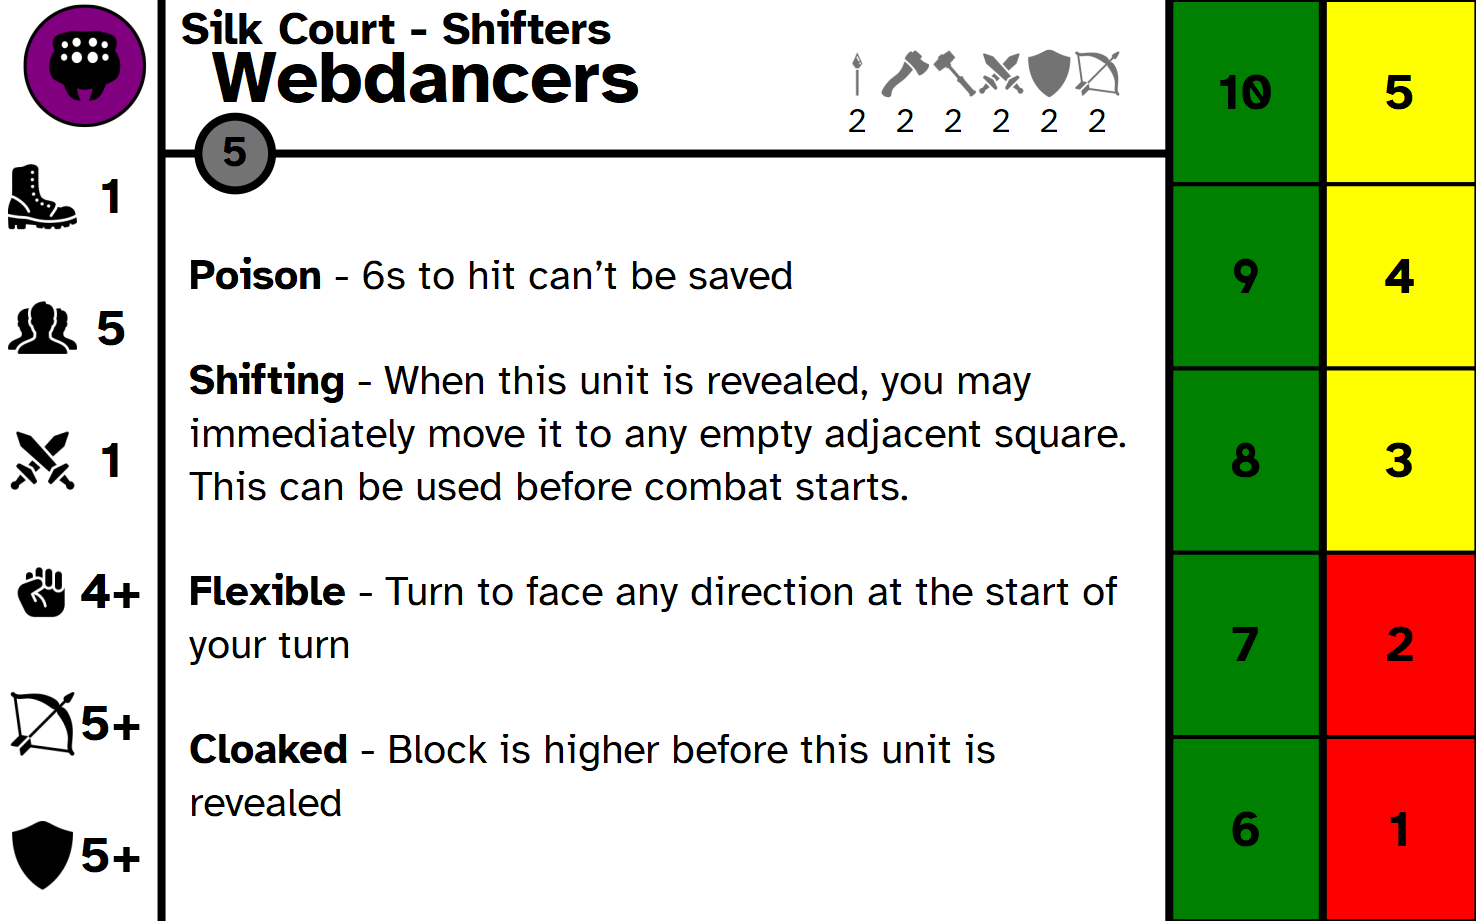 Silk Court - Shifters
Webdancers
2 2 2 2 2 2
5
1
5
1
4+
5+
5+
Poison - 6s to hit can’t be saved
Shifting - When this unit is revealed, you may
immediately move it to any empty adjacent square.
This can be used before combat starts.
Flexible - Turn to face any direction at the start of
your turn
Cloaked - Block is higher before this unit is
revealed
10 5
9 4
8 3
7 2
6 1